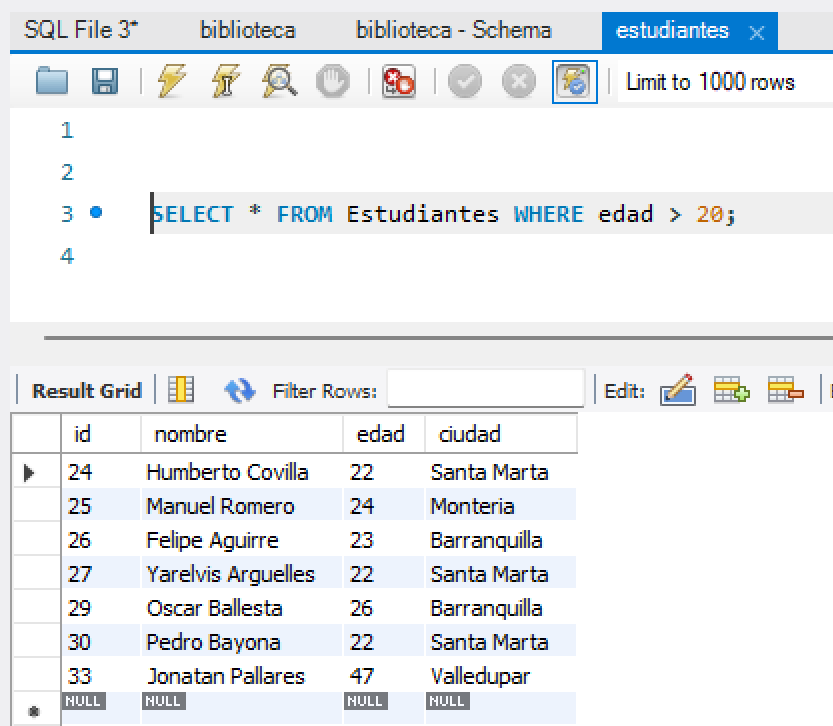 SQL File 3* biblioteca biblioteca - Schema estudiantes
Limit to 1000 rows
1
2
3 SELECT * FROM Estudiantes WHERE edad > 20;
4
Result Grid Filter Rows: Edit:
id nombre edad ciudad
24 Humberto Covilla 22 Santa Marta
25 Manuel Romero 24 Monteria
26 Felipe Aguirre 23 Barranquilla
27 Yarelvis Arguelles 22 Santa Marta
29 Oscar Ballesta 26 Barranquilla
30 Pedro Bayona 22 Santa Marta
33 Jonatan Pallares 47 Valledupar
NULL NULL NULL NULL